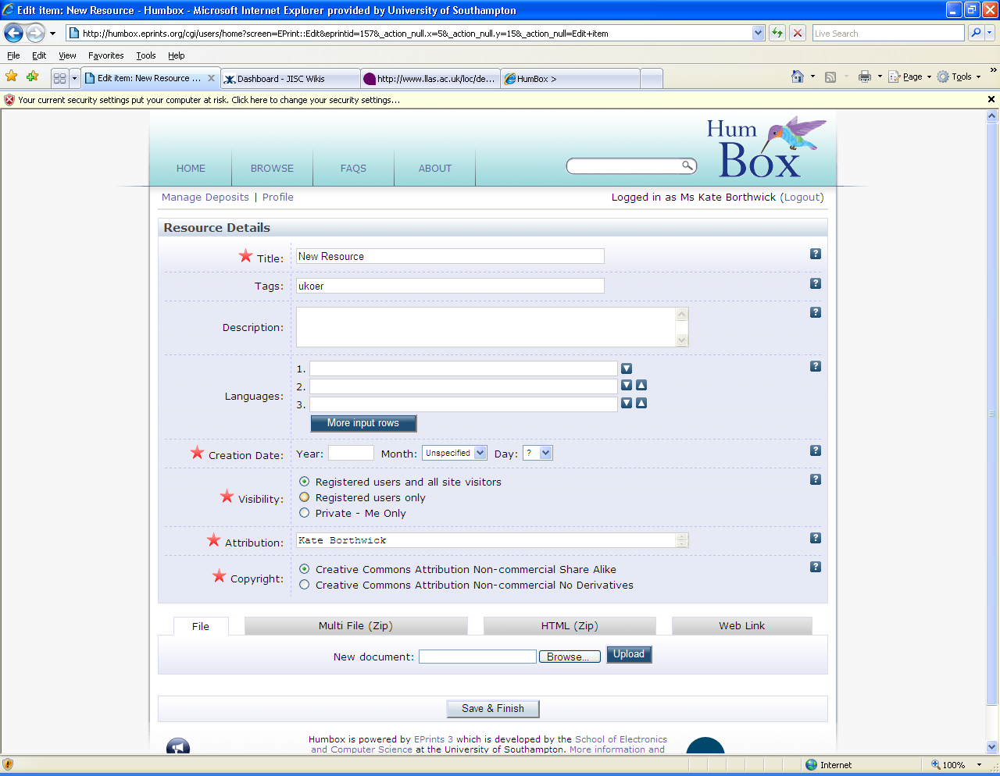 Edit item: New Resource - Humbox - Microsoft Internet Explorer provided by University of Southampton
http://humbox.eprints.org/cgi/users/home?screen=EPrint::Edit&eprintid=157&_action_null.x=5&_action_null.y=15&_action_null=Edit+item
Live Search
File Edit View Favorites Tools Help
Edit item: New Resource ... Dashboard - JISC Wikis http://www.llas.ac.uk/loc/de... HumBox > Page Tools
Your current security settings put your computer at risk. Click here to change your security settings...
Hum
Box
HOME BROWSE FAQS ABOUT
Manage Deposits | Profile Logged in as Ms Kate Borthwick (Logout)
Resource Details
Title: New Resource ?
Tags: ukoer ?
Description: ?
Languages: 1. ?
2.
3.
More input rows
Creation Date: Year: Month: Unspecified Day: ? ?
Visibility: Registered users and all site visitors ?
Registered users only
Private - Me Only
Attribution: Kate Borthwick ?
Copyright: Creative Commons Attribution Non-commercial Share Alike ?
Creative Commons Attribution Non-commercial No Derivatives
File Multi File (Zip) HTML (Zip) Web Link
New document: Browse... Upload
Save & Finish
Humbox is powered by EPrints 3 which is developed by the School of Electronics
and Computer Science at the University of Southampton. More information and
Internet 100%